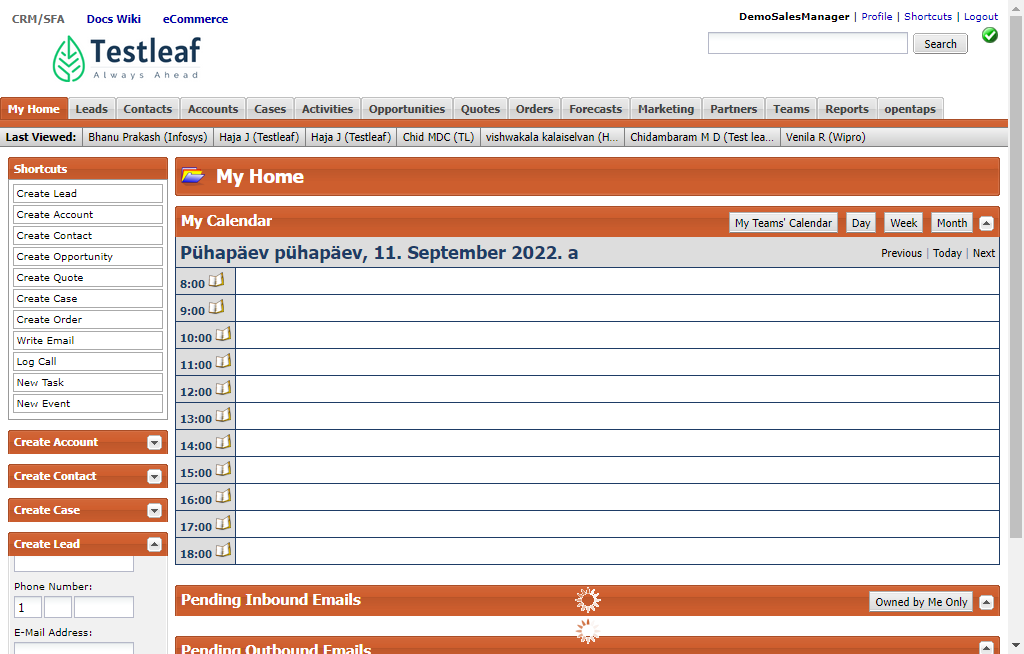 CRM/SFA Docs Wiki eCommerce
DemoSalesManager | Profile | Shortcuts | Logout
Search
Testleaf
Always Ahead
My Home Leads Contacts Accounts Cases Activities Opportunities Quotes Orders Forecasts Marketing Partners Teams Reports opentaps
Last Viewed: Bhanu Prakash (Infosys) Haja J (Testleaf) Haja J (Testleaf) Chid MDC (TL) vishwakala kalaiselvan (H... Chidambaram M D (Test lea... Venila R (Wipro)
Shortcuts
Create Lead
Create Account
Create Contact
Create Opportunity
Create Quote
Create Case
Create Order
Write Email
Log Call
New Task
New Event
Create Account
Create Contact
Create Case
Create Lead
Phone Number:
1
E-Mail Address:
My Home
My Calendar
My Teams' Calendar Day Week Month
Pühapäev pühapäev, 11. September 2022. a
Previous | Today | Next
8:00
9:00
10:00
11:00
12:00
13:00
14:00
15:00
16:00
17:00
18:00
Pending Inbound Emails
Owned by Me Only
Pending Outbound Emails